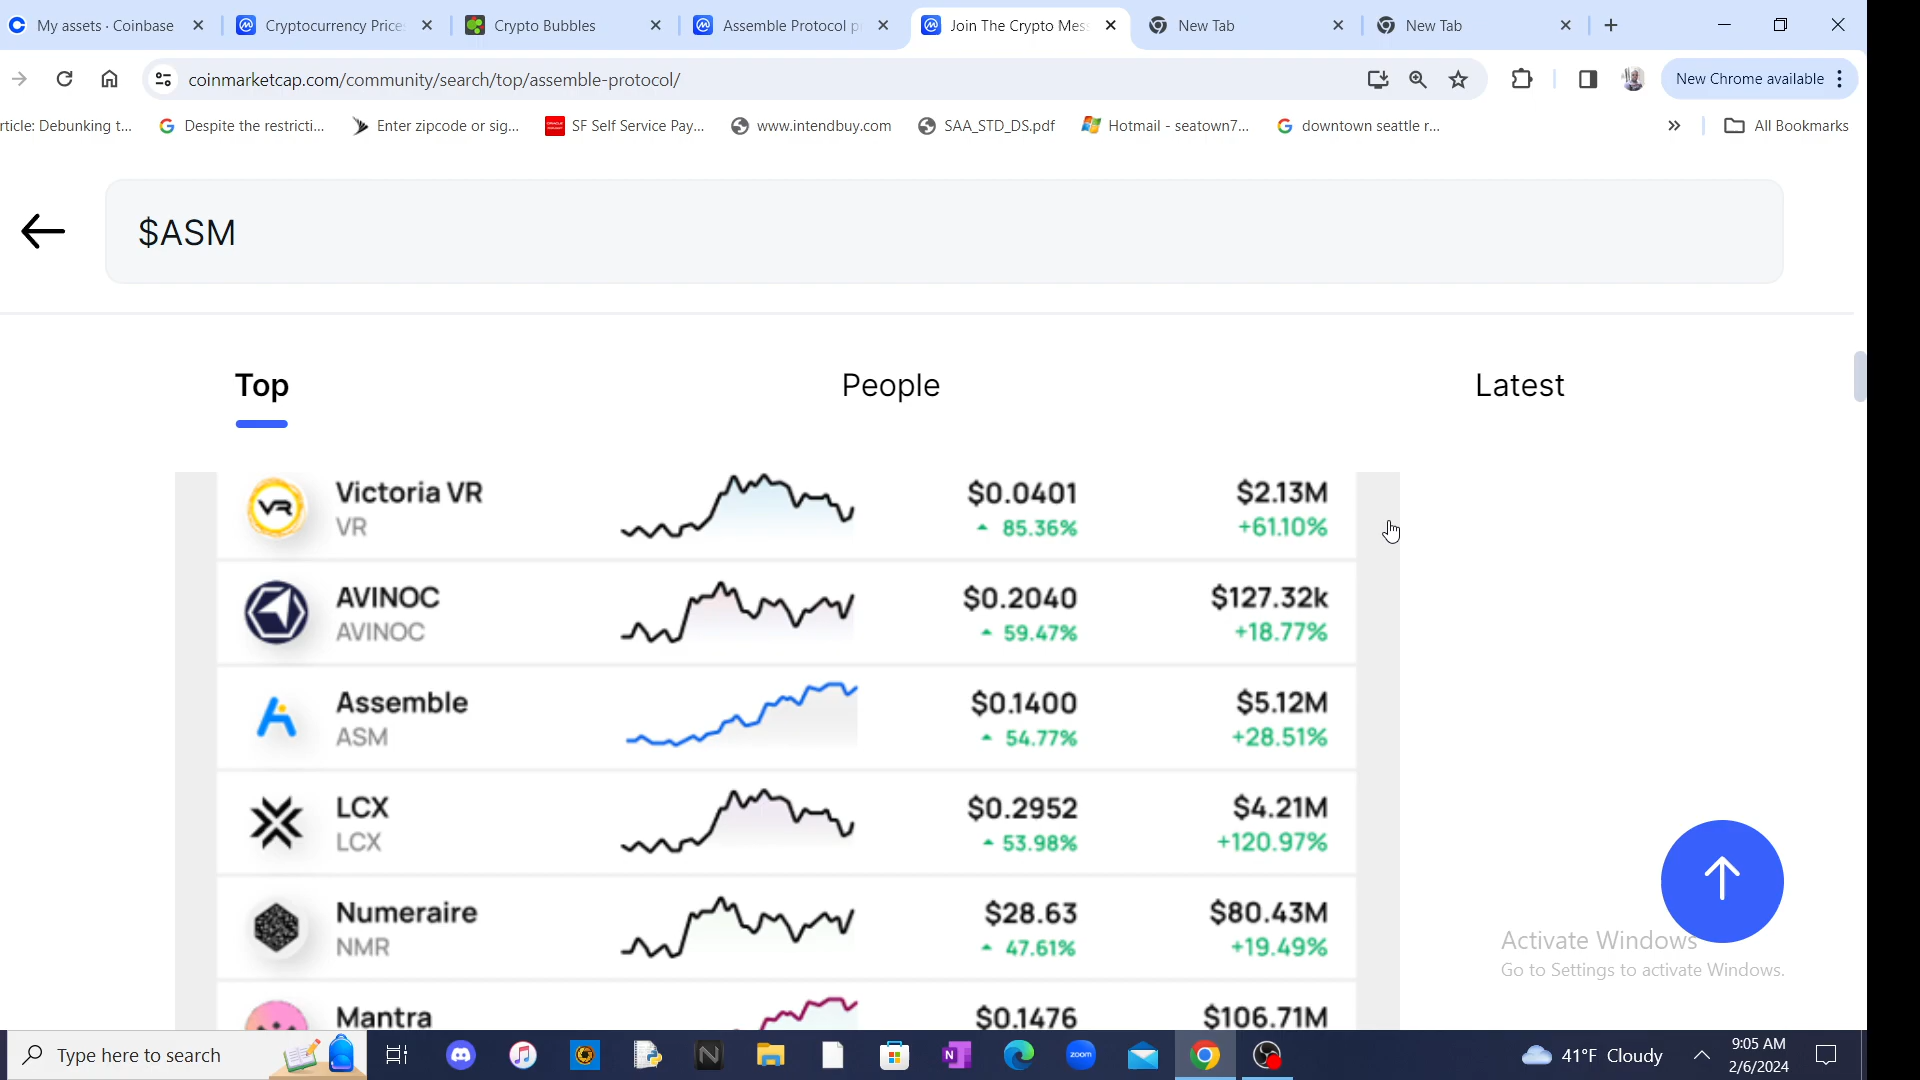 My assets · Coinbase
Cryptocurrency Price
Crypto Bubbles
Assemble Protocol p
Join The Crypto Mes
New Tab
New Tab
coinmarketcap.com/community/search/top/assemble-protocol/
New Chrome available
rticle: Debunking t...
Despite the restricti...
Enter zipcode or sig...
SF Self Service Pay...
www.intendbuy.com
SAA_STD_DS.pdf
Hotmail - seatown7...
downtown seattle r...
All Bookmarks
$ASM
Top
People
Latest
Victoria VR
VR
$0.0401
85.36%
$2.13M
+61.10%
AVINOC
AVINOC
$0.2040
59.47%
$127.32k
+18.77%
Assemble
ASM
$0.1400
54.77%
$5.12M
+28.51%
LCX
LCX
$0.2952
53.98%
$4.21M
+120.97%
Numeraire
NMR
$28.63
47.61%
$80.43M
+19.49%
Mantra
$0.1476
$106.71M
Activate Windows
Go to Settings to activate Windows.
Type here to search
zoom
41°F Cloudy
9:05 AM
2/6/2024